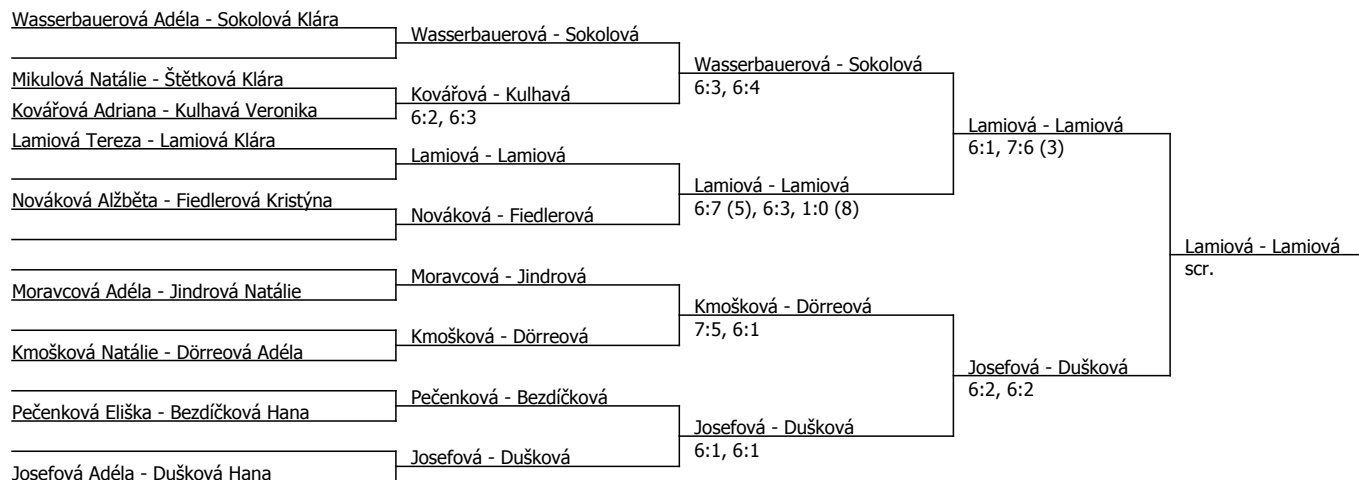 Wasserbauerová Adéla - Sokolová Klára
Mikulová Natálie - Štětková Klára
Kovářová Adriana - Kulhavá Veronika
Lamiová Tereza - Lamiová Klára
Nováková Alžběta - Fiedlerová Kristýna
Moravcová Adéla - Jindrová Natálie
Kmošková Natálie - Dörreová Adéla
Pečenková Eliška - Bezdíčková Hana
Josefová Adéla - Dušková Hana
Wasserbauerová - Sokolová
Kovářová - Kulhavá
6:2, 6:3
Lamiová - Lamiová
Nováková - Fiedlerová
Moravcová - Jindrová
Kmošková - Dörreová
Pečenková - Bezdíčková
Josefová - Dušková
Wasserbauerová - Sokolová
6:3, 6:4
Lamiová - Lamiová
6:7 (5), 6:3, 1:0 (8)
Kmošková - Dörreová
7:5, 6:1
Josefová - Dušková
6:1, 6:1
Lamiová - Lamiová
6:1, 7:6 (3)
Josefová - Dušková
6:2, 6:2
Lamiová - Lamiová
scr.